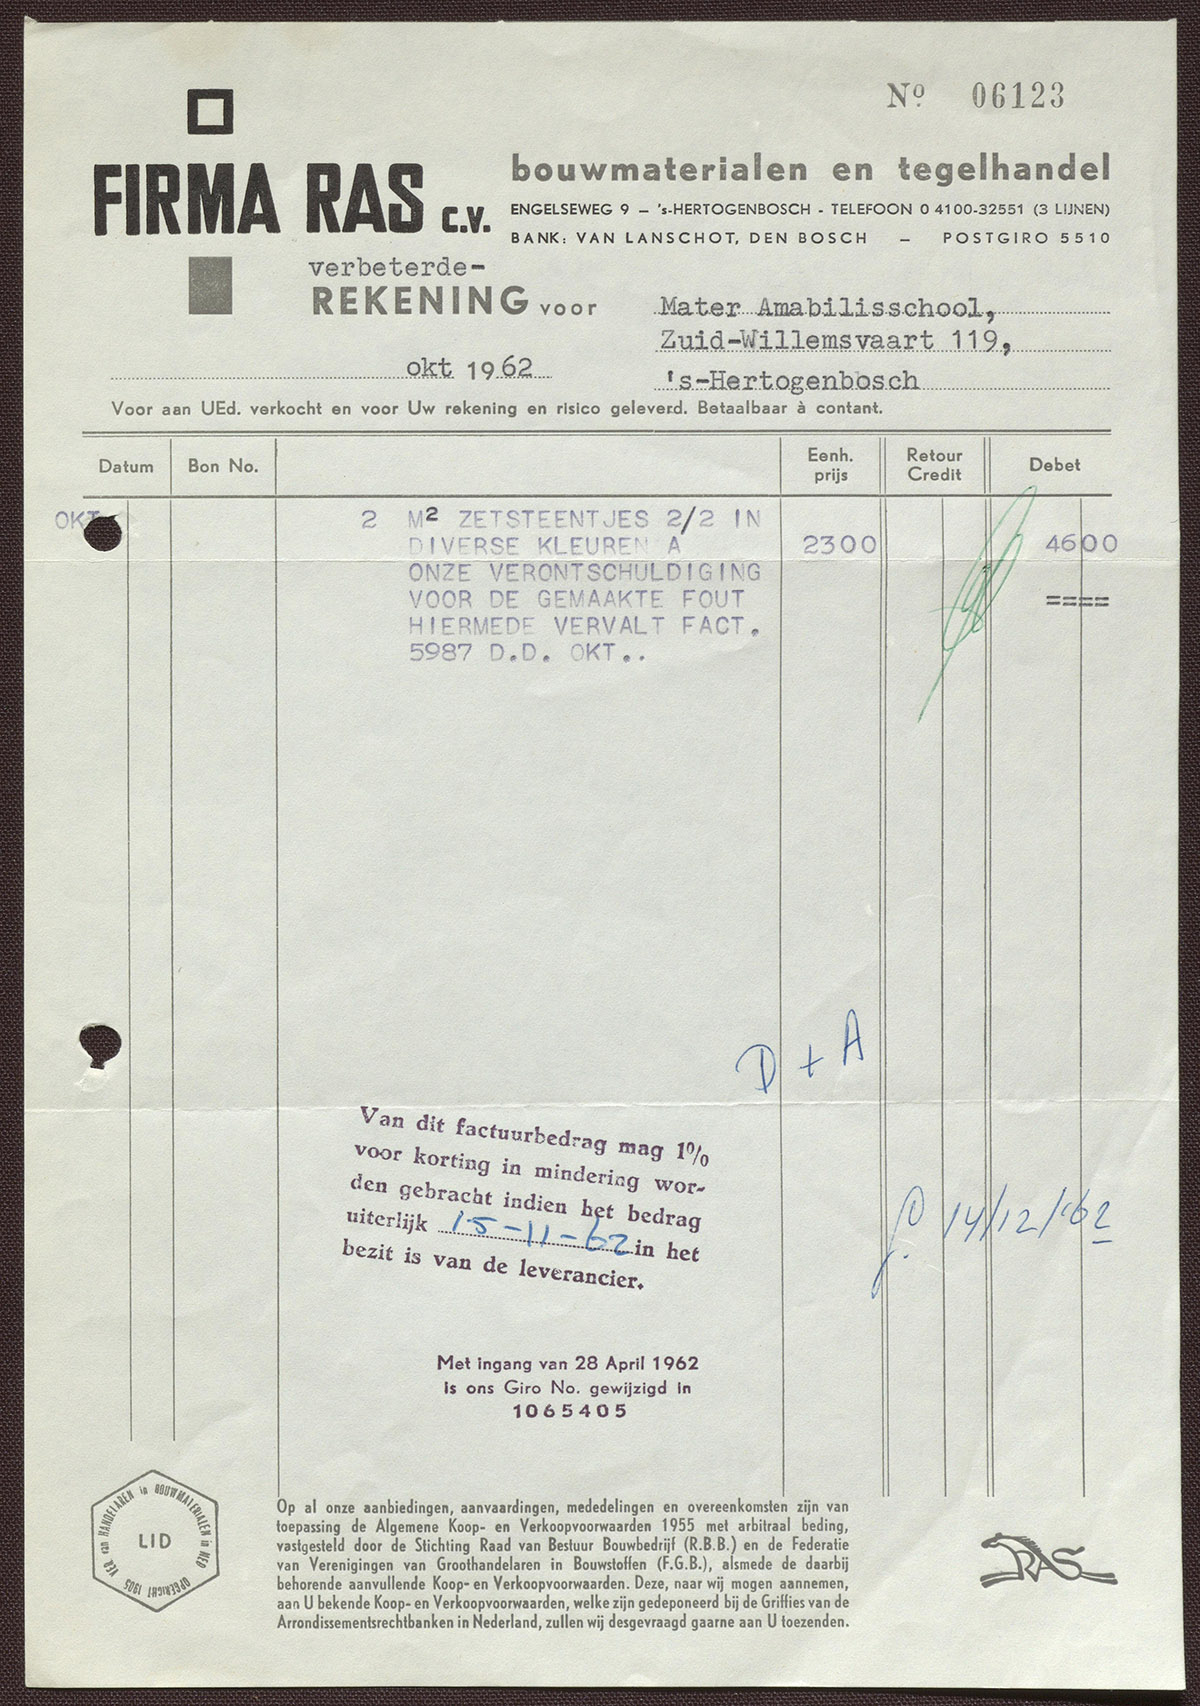 Nº 06123
FIRMA RAS c.v.
bouwmaterialen en tegelhandel
ENGELSEWEG 9 – 's-HERTOGENBOSCH - TELEFOON 0 4100-32551 (3 LIJNEN)
BANK: VAN LANSCHOT, DEN BOSCH – POSTGIRO 5510
verbeterde-
REKENING voor
Mater Amabilisschool,
Zuid-Willemsvaart 119,
's-Hertogenbosch
okt 1962
Voor aan UEd. verkocht en voor Uw rekening en risico geleverd. Betaalbaar à contant.
Datum Bon No. Eenh. prijs Retour Credit Debet
OKT 2 M² ZETSTEENTJES 2/2 IN
DIVERSE KLEUREN A 2300 4600
ONZE VERONTSCHULDIGING
VOOR DE GEMAAKTE FOUT ====
HIERMEDE VERVALT FACT.
5987 D.D. OKT..
D + A
Van dit factuurbedrag mag 1%
voor korting in mindering wor-
den gebracht indien het bedrag
uiterlijk 15-11-62 in het
bezit is van de leverancier.
14/12/'62
Met ingang van 28 April 1962
is ons Giro No. gewijzigd in
1065405
VER van HANDELAREN in BOUWMATERIALEN in NED OPGERICHT 1905
LID
Op al onze aanbiedingen, aanvaardingen, mededelingen en overeenkomsten zijn van
toepassing de Algemene Koop- en Verkoopvoorwaarden 1955 met arbitraal beding,
vastgesteld door de Stichting Raad van Bestuur Bouwbedrijf (R.B.B.) en de Federatie
van Verenigingen van Groothandelaren in Bouwstoffen (F.G.B.), alsmede de daarbij
behorende aanvullende Koop- en Verkoopvoorwaarden. Deze, naar wij mogen aannemen,
aan U bekende Koop- en Verkoopvoorwaarden, welke zijn gedeponeerd bij de Griffies van de
Arrondissementsrechtbanken in Nederland, zullen wij desgevraagd gaarne aan U toezenden.
RAS